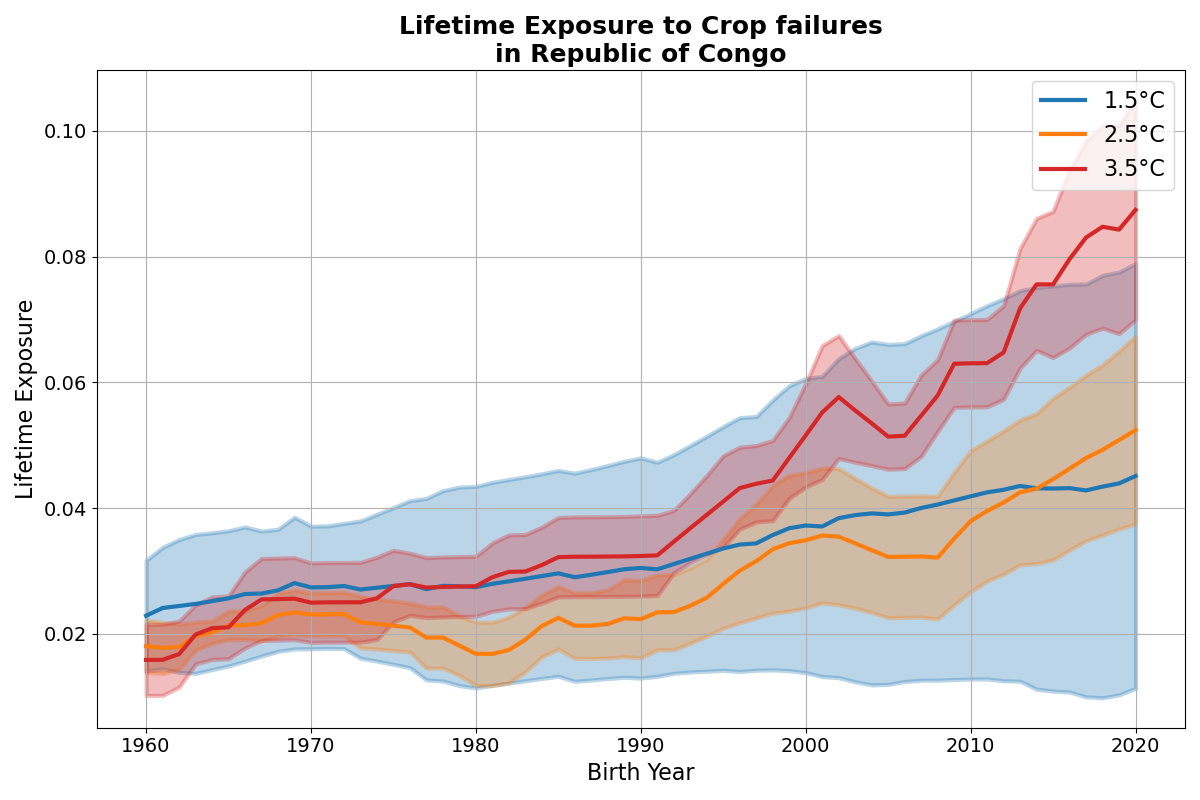 Lifetime Exposure to Crop failures
in Republic of Congo
1.5°C
2.5°C
3.5°C
Lifetime Exposure
0.10
0.08
0.06
0.04
0.02
1960 1970 1980 1990 2000 2010 2020
Birth Year